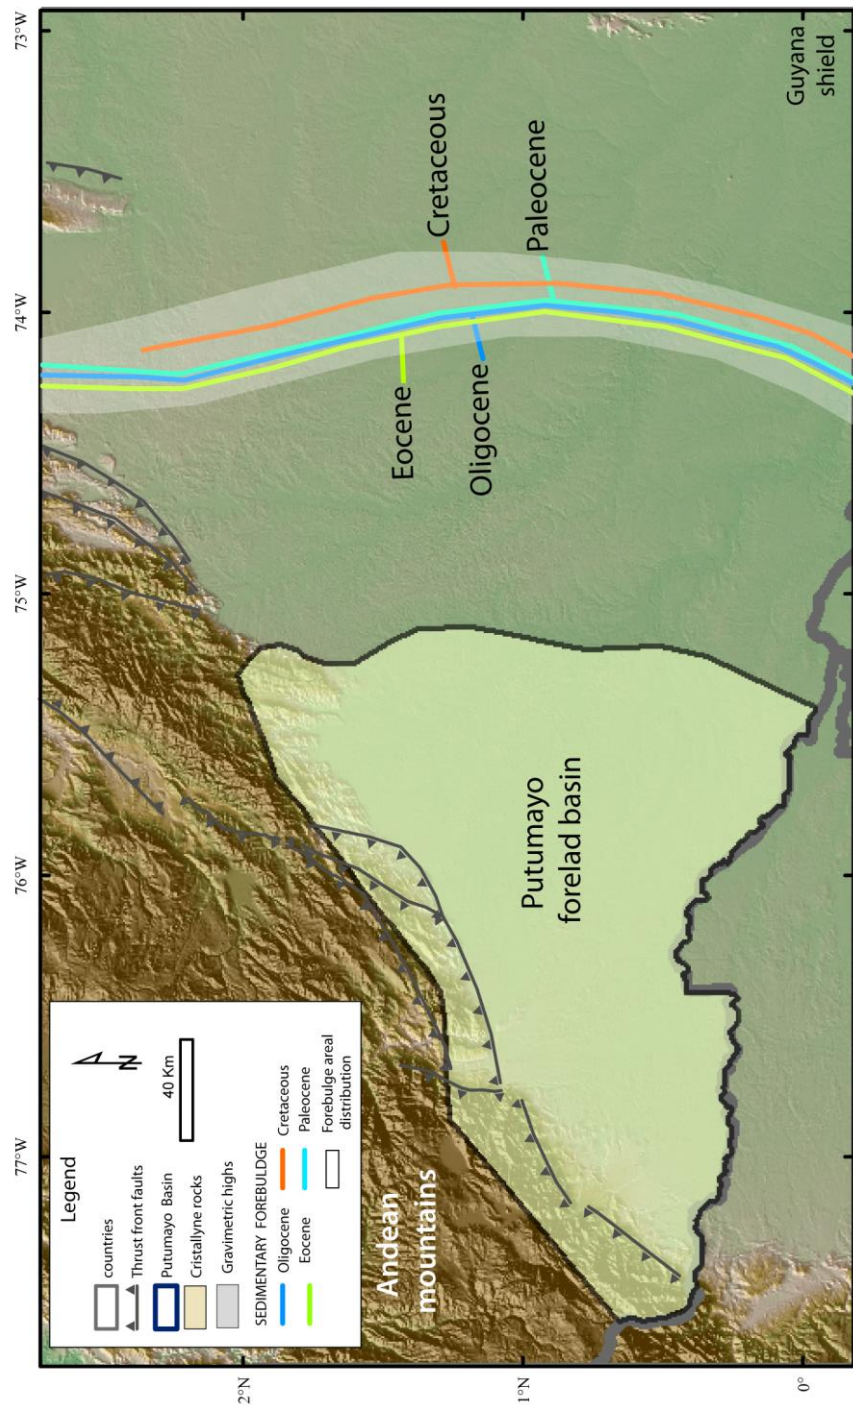 77°W
76°W
75°W
74°W
73°W
2°N
1°N
0°
Legend
countries
Thrust front faults
Putumayo Basin
Cristallyne rocks
Gravimetric highs
SEDIMENTARY FOREBULDGE
Oligocene
Cretaceous
Eocene
Paleocene
Forebulge areal
distribution
N
40 Km
Andean
mountains
Putumayo
forelad basin
Eocene
Oligocene
Cretaceous
Paleocene
Guyana
shield